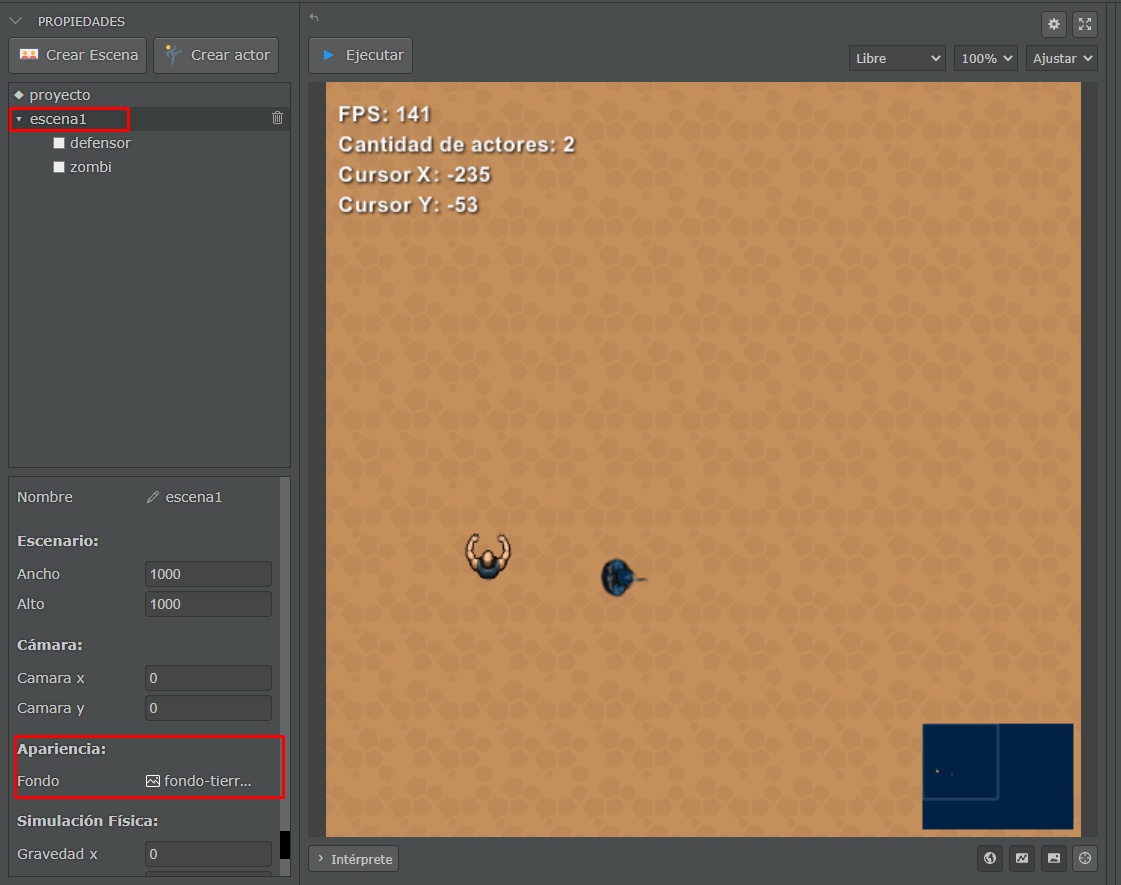 PROPIEDADES
Crear Escena
Crear actor
Ejecutar
Libre
100%
Ajustar
proyecto
escena1
defensor
zombi
FPS: 141
Cantidad de actores: 2
Cursor X: -235
Cursor Y: -53
Nombre escena1
Escenario:
Ancho 1000
Alto 1000
Cámara:
Camara x 0
Camara y 0
Apariencia:
Fondo fondo-tierr...
Simulación Física:
Gravedad x 0
Intérprete